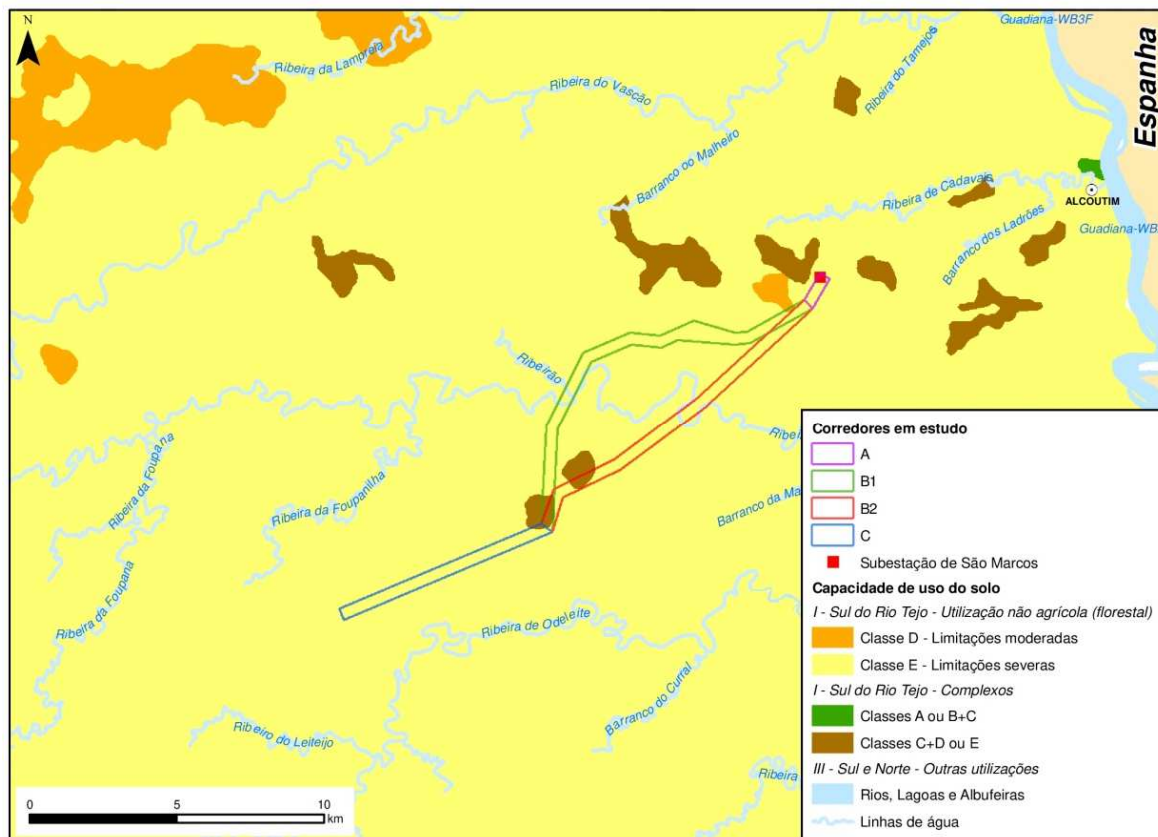 N
Ribeira da Lampreia
Guadiana-WB3F
Ribeira do Tamejos
Espanha
Ribeira do Vascão
Barranco oo Malheiro
Ribeira de Cadavais
ALCOUTIM
Barranco dos Ladrões
Guadiana-WB
Ribeirão
Ribeira da Foupana
Ribeira da Foupanilha
Ribei
Barranco da Ma
Ribeira da Foupana
Ribeira de Odeleite
Barranco do Curral
Ribeiro do Leiteijo
Ribeira
0 5 10
km
Corredores em estudo
A
B1
B2
C
Subestação de São Marcos
Capacidade de uso do solo
I - Sul do Rio Tejo - Utilização não agrícola (florestal)
Classe D - Limitações moderadas
Classe E - Limitações severas
I - Sul do Rio Tejo - Complexos
Classes A ou B+C
Classes C+D ou E
III - Sul e Norte - Outras utilizações
Rios, Lagoas e Albufeiras
Linhas de água